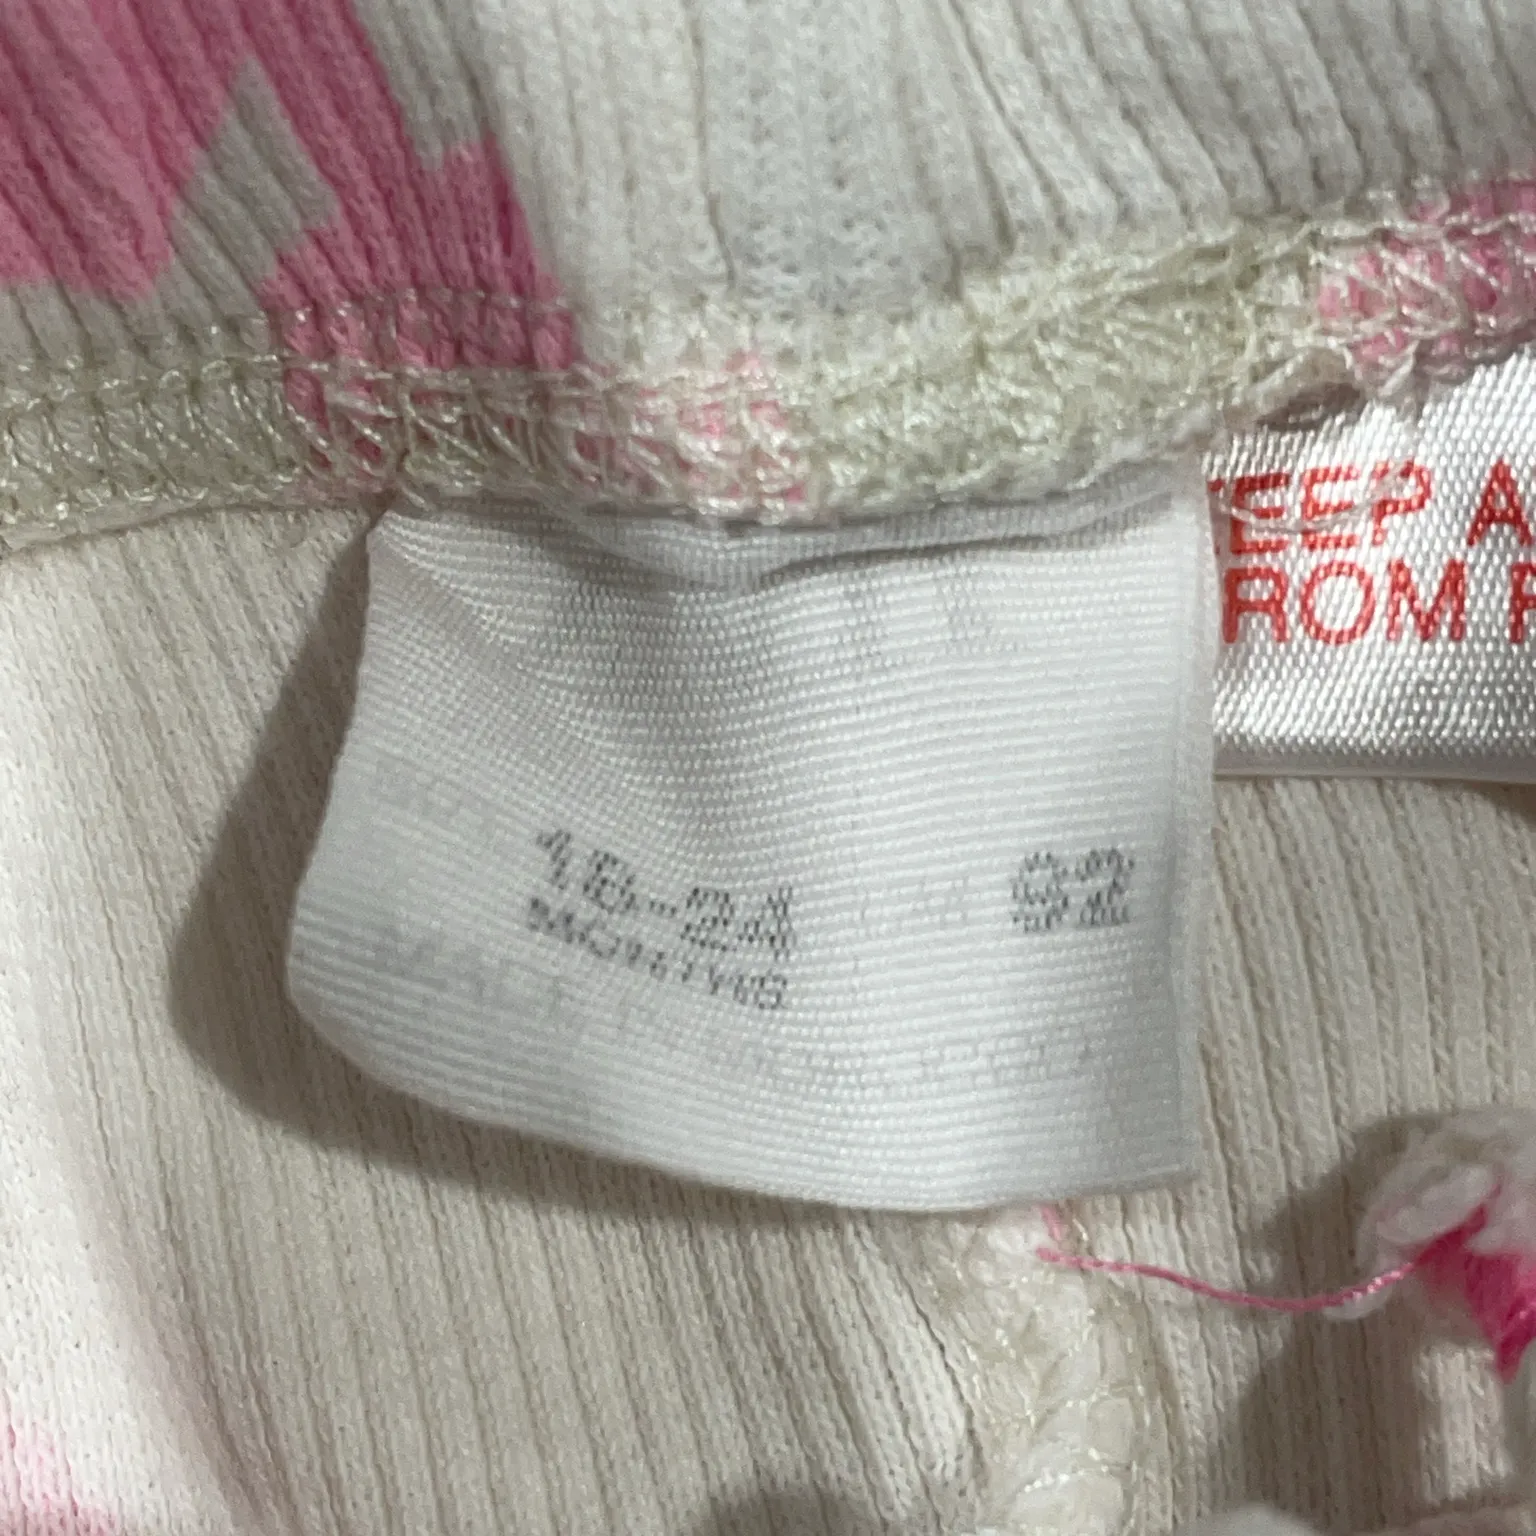 18-24
MONTHS
92
EEP A
ROM